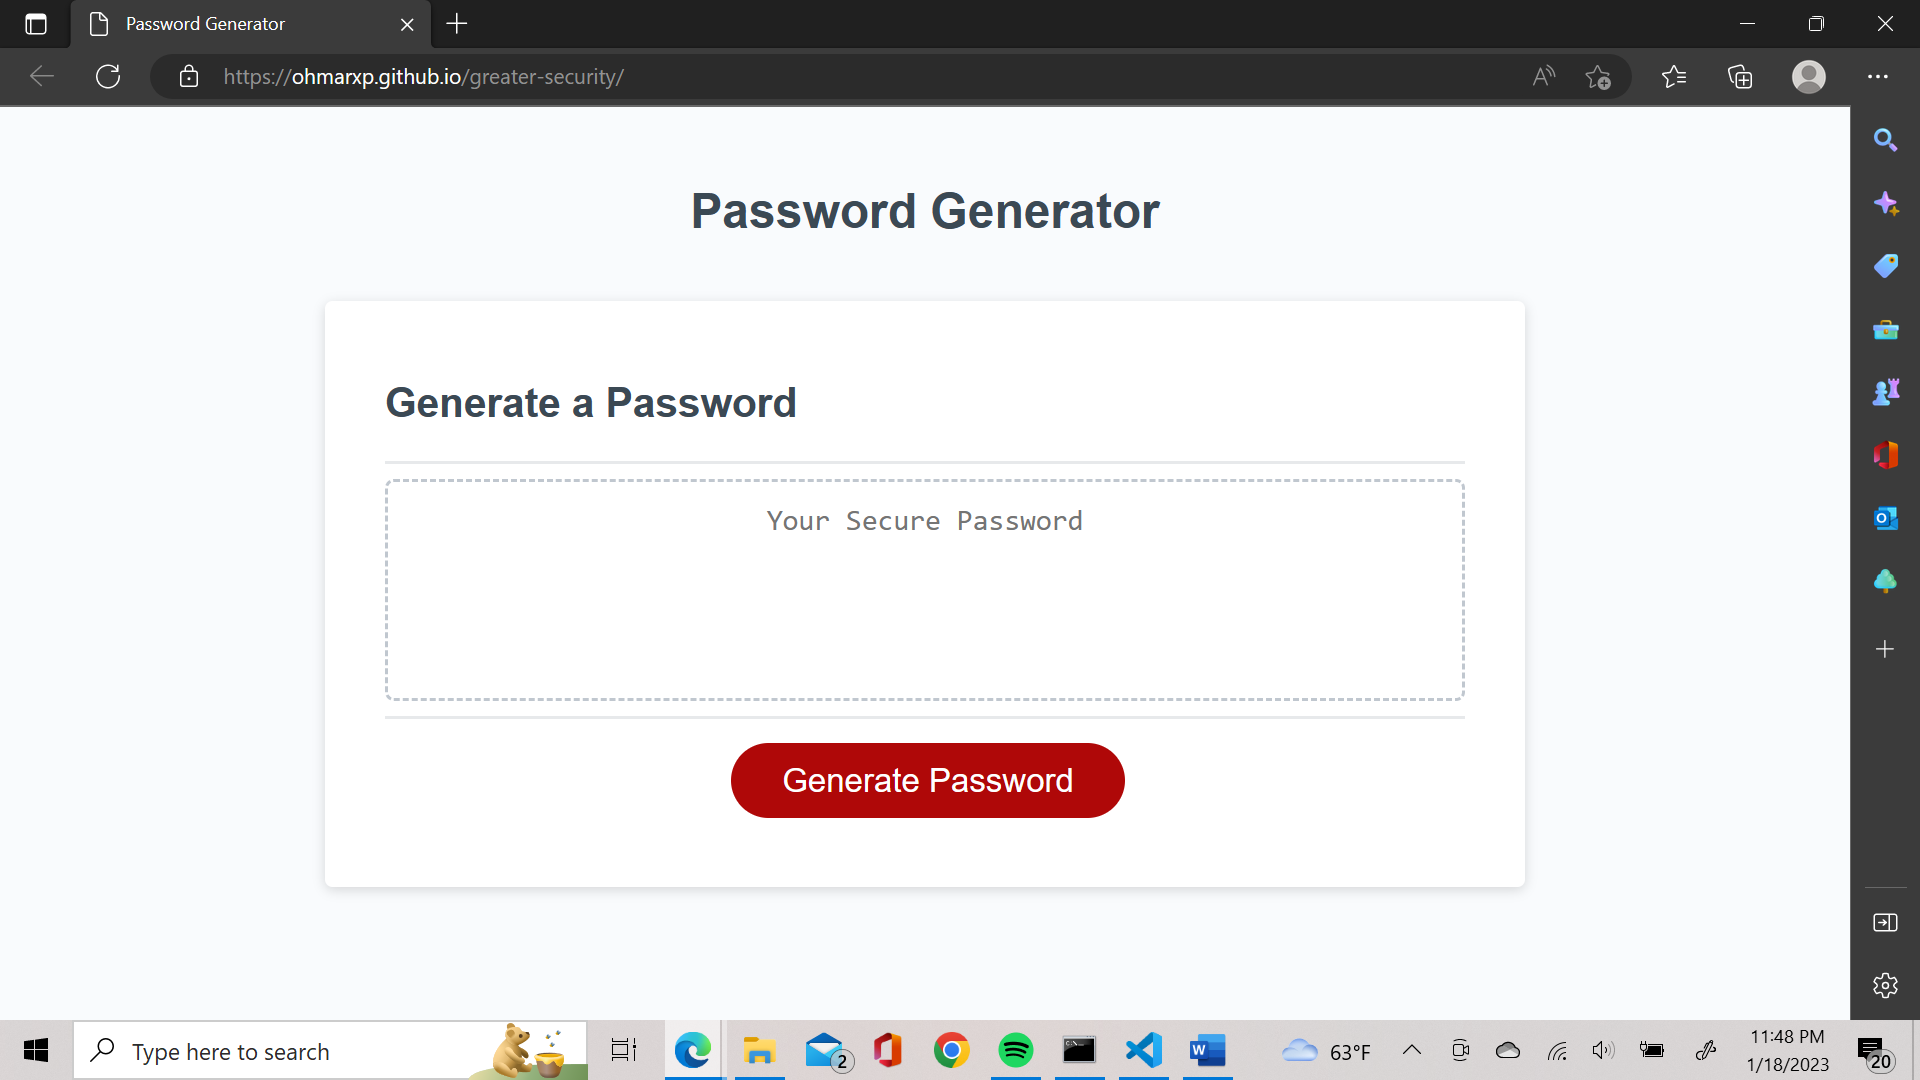 Password Generator
https://ohmarxp.github.io/greater-security/
Password Generator
Generate a Password
Your Secure Password
Generate Password
Type here to search
2
63°F
11:48 PM
1/18/2023
20